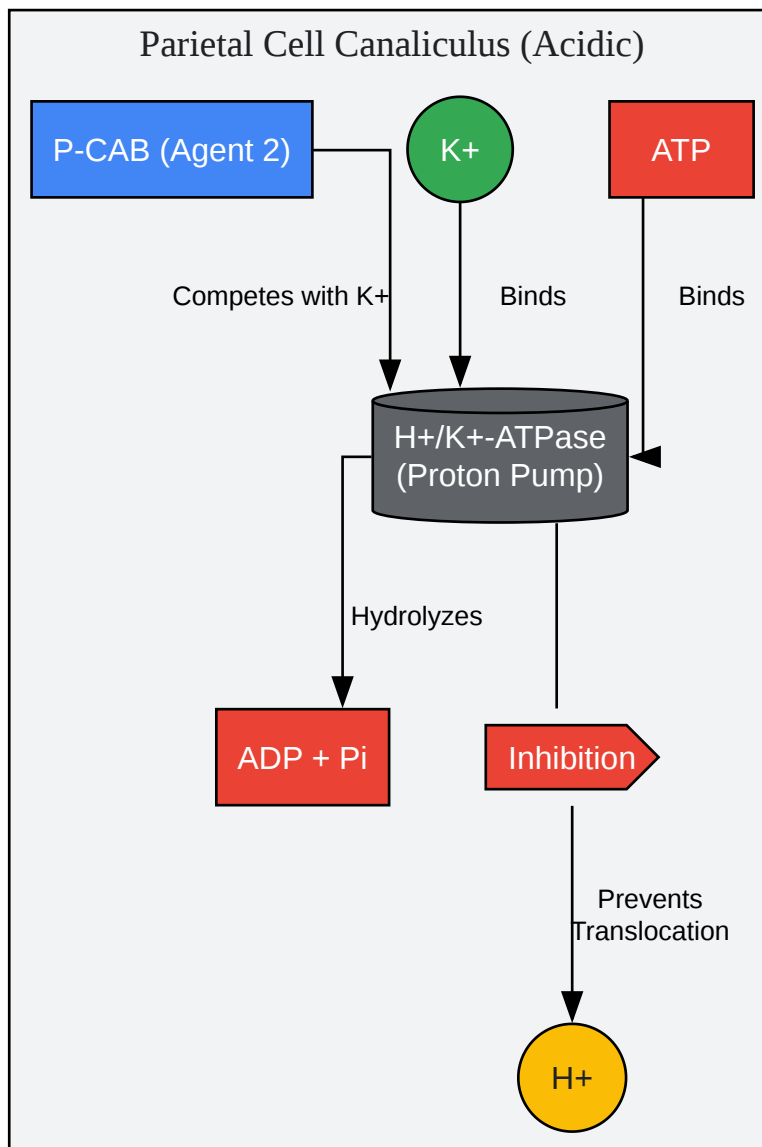 Parietal Cell Canaliculus (Acidic)
P-CAB (Agent 2)
K+
ATP
Competes with K+
Binds
Binds
H+/K+-ATPase
(Proton Pump)
Hydrolyzes
ADP + Pi
Inhibition
Prevents
Translocation
H+